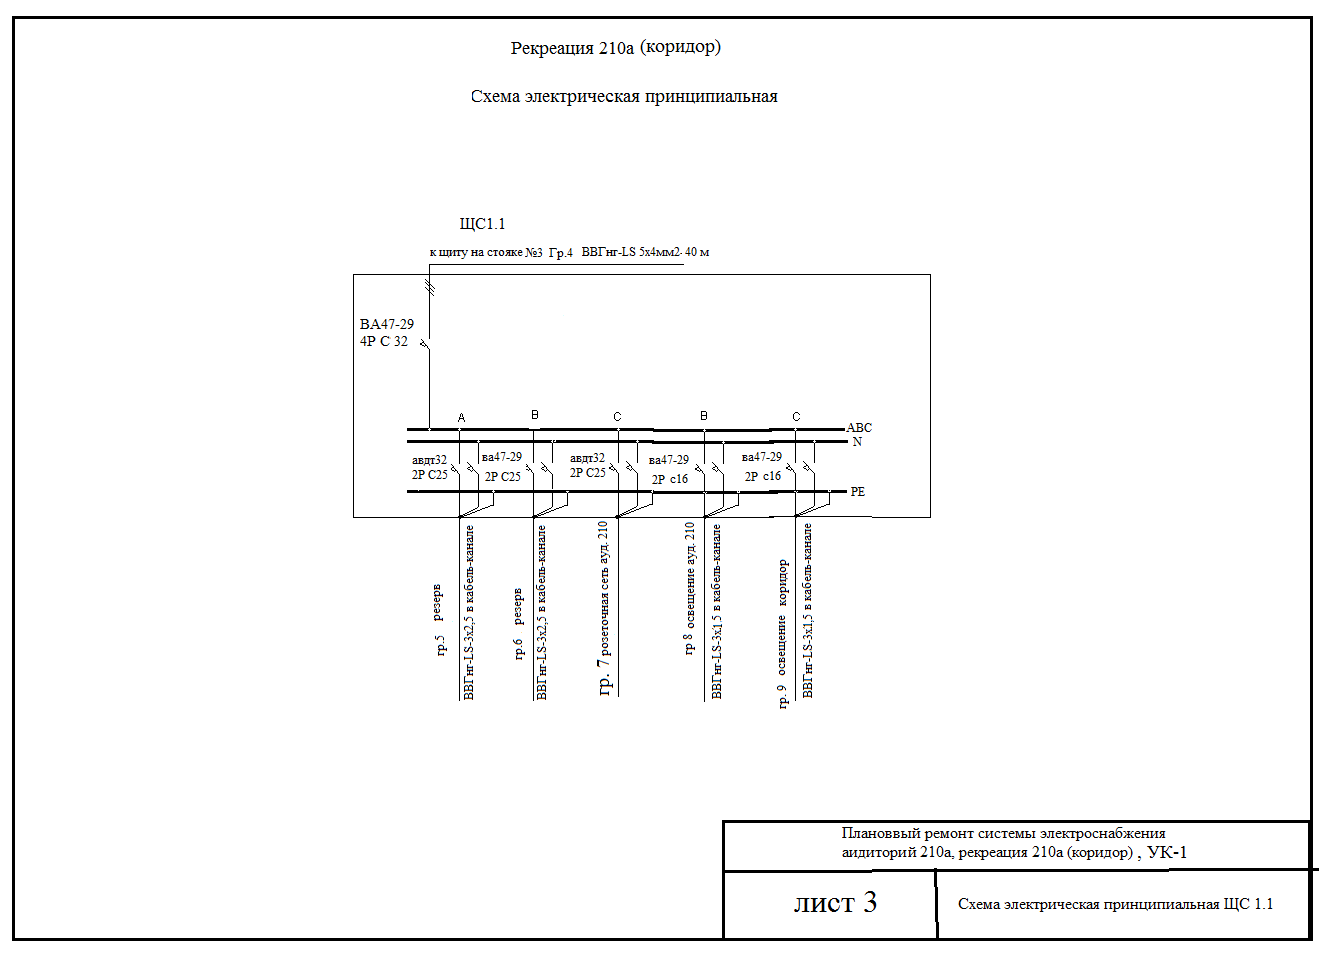 Рекреация 210а (коридор)
Схема электрическая принципиальная
ЩС1.1
к щиту на стояке №3 Гр.4 ВВГнг-LS 5х4мм2- 40 м
ВА47-29
4Р С 32
A
B
C
B
C
ABC
N
авдт32
2Р С25
ва47-29
2Р С25
авдт32
2Р С25
ва47-29
2Р с16
ва47-29
2Р с16
PE
гр.5 резерв
ВВГнг-LS-3х2,5 в кабель-канале
гр.6 резерв
ВВГнг-LS-3х2,5 в кабель-канале
гр. 7 розеточная сеть ауд. 210
гр 8 освещение ауд. 210
ВВГнг-LS-3х1,5 в кабель-канале
гр. 9 освещение коридор
ВВГнг-LS-3х1,5 в кабель-канале
Плановвый ремонт системы электроснабжения
аидиторий 210а, рекреация 210а (коридор) , УК-1
лист 3
Схема электрическая принципиальная ЩС 1.1